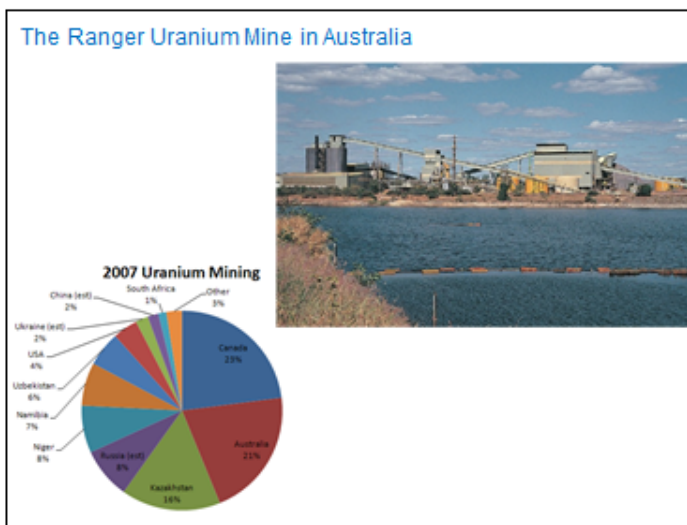 The Ranger Uranium Mine in Australia
2007 Uranium Mining
South Africa
1%
Other
3%
China (est)
2%
Ukraine (est)
2%
USA
4%
Uzbekistan
6%
Namibia
7%
Niger
8%
Russia (est)
8%
Kazakhstan
16%
Australia
21%
Canada
23%